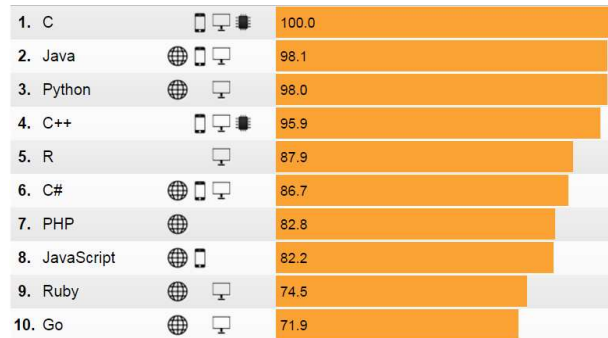 1. C 100.0
2. Java 98.1
3. Python 98.0
4. C++ 95.9
5. R 87.9
6. C# 86.7
7. PHP 82.8
8. JavaScript 82.2
9. Ruby 74.5
10. Go 71.9